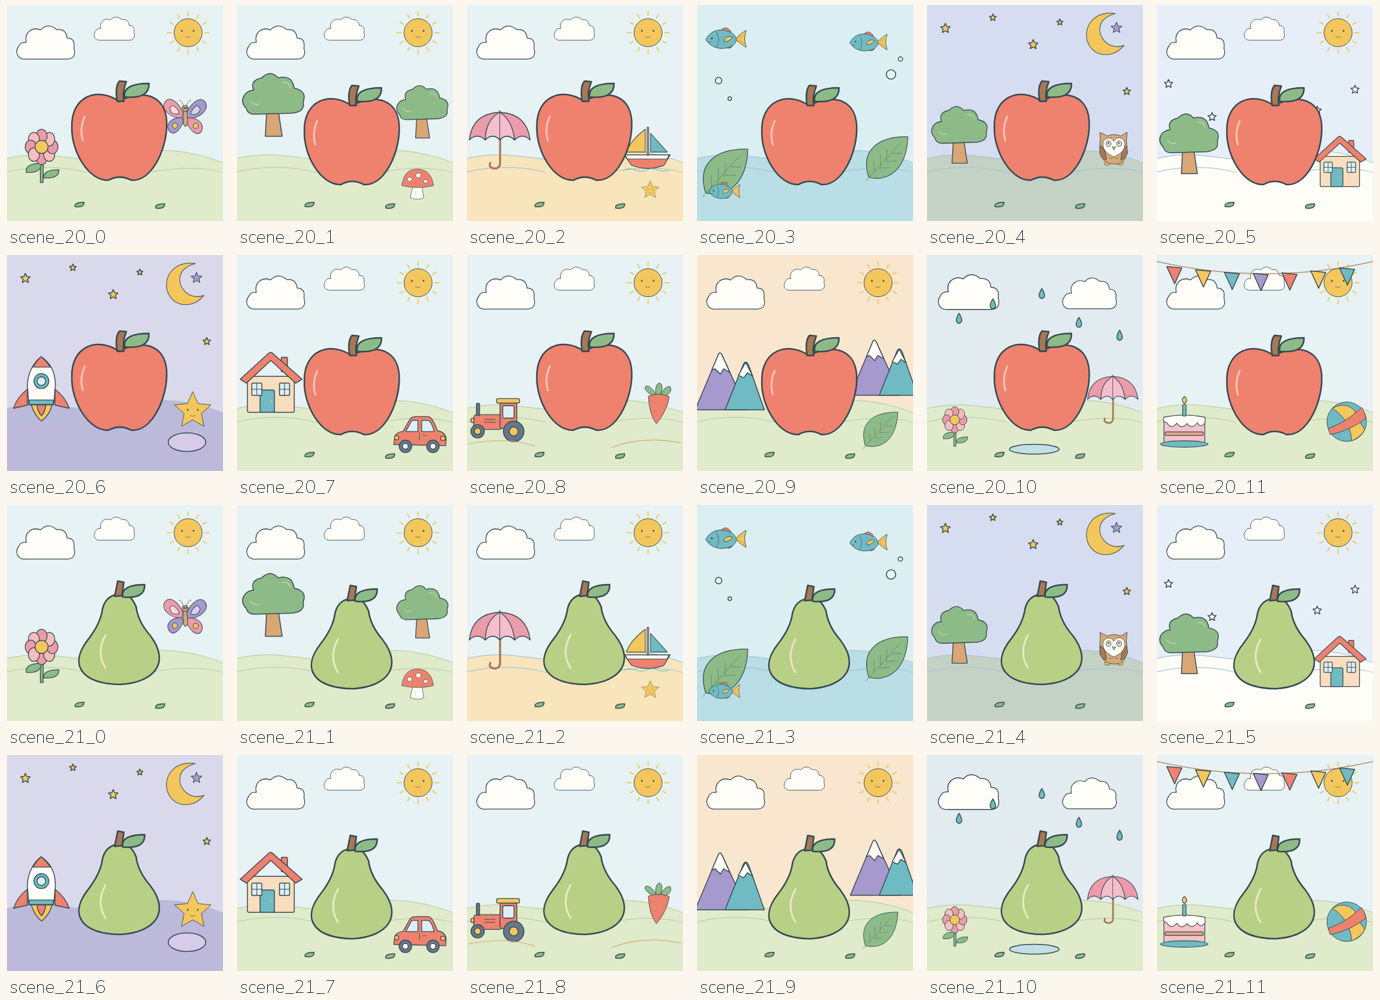 scene_20_0 scene_20_1 scene_20_2 scene_20_3 scene_20_4 scene_20_5
scene_20_6 scene_20_7 scene_20_8 scene_20_9 scene_20_10 scene_20_11
scene_21_0 scene_21_1 scene_21_2 scene_21_3 scene_21_4 scene_21_5
scene_21_6 scene_21_7 scene_21_8 scene_21_9 scene_21_10 scene_21_11